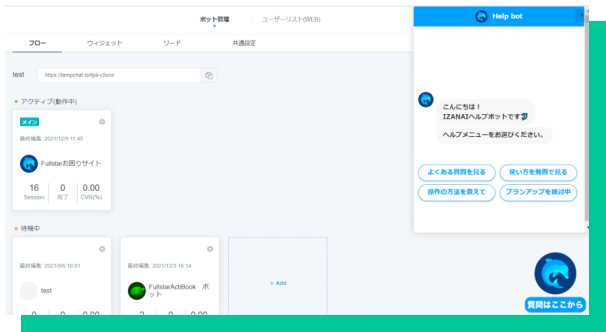 ボット管理
ユーザーリスト(WEB)
フロー
ウィジェット
リード
共通設定
test
アクティブ(動作中)
メイン
最終編集 2021/12/9 11:45
Fullstarお困りサイト
16 0 0.00
Session 完了 CVR(%)
待機中
最終編集 2021/9/6 10:01
test
0 0 0.00
最終編集 2021/12/3 16:14
FullstarActiBook ボ
ット
2 0 0.00
+ Add
Help bot
こんにちは！
IZANAIヘルプボットです
ヘルプメニューをお選びください。
よくある質問を見る
使い方を動画で見る
操作の方法を教えて
プランアップを検討中
質問はここから